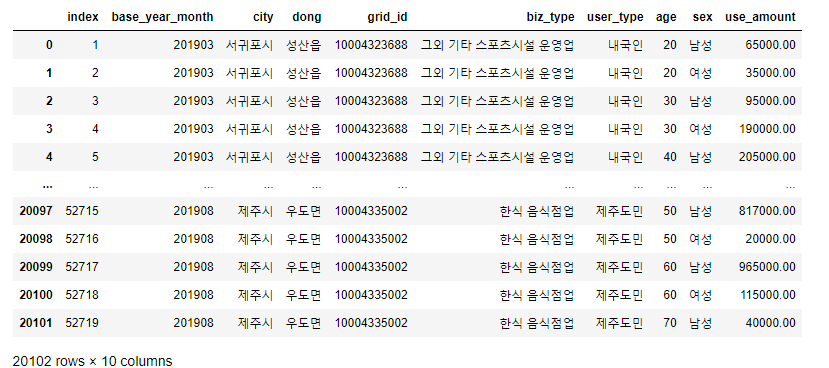 index base_year_month city dong grid_id biz_type user_type age sex use_amount
0 1 201903 서귀포시 성산읍 10004323688 그외 기타 스포츠시설 운영업 내국인 20 남성 65000.00
1 2 201903 서귀포시 성산읍 10004323688 그외 기타 스포츠시설 운영업 내국인 20 여성 35000.00
2 3 201903 서귀포시 성산읍 10004323688 그외 기타 스포츠시설 운영업 내국인 30 남성 95000.00
3 4 201903 서귀포시 성산읍 10004323688 그외 기타 스포츠시설 운영업 내국인 30 여성 190000.00
4 5 201903 서귀포시 성산읍 10004323688 그외 기타 스포츠시설 운영업 내국인 40 남성 205000.00
... ... ... ... ... ... ... ... ... ... ...
20097 52715 201908 제주시 우도면 10004335002 한식 음식점업 제주도민 50 남성 817000.00
20098 52716 201908 제주시 우도면 10004335002 한식 음식점업 제주도민 50 여성 20000.00
20099 52717 201908 제주시 우도면 10004335002 한식 음식점업 제주도민 60 남성 965000.00
20100 52718 201908 제주시 우도면 10004335002 한식 음식점업 제주도민 60 여성 115000.00
20101 52719 201908 제주시 우도면 10004335002 한식 음식점업 제주도민 70 남성 40000.00
20102 rows × 10 columns